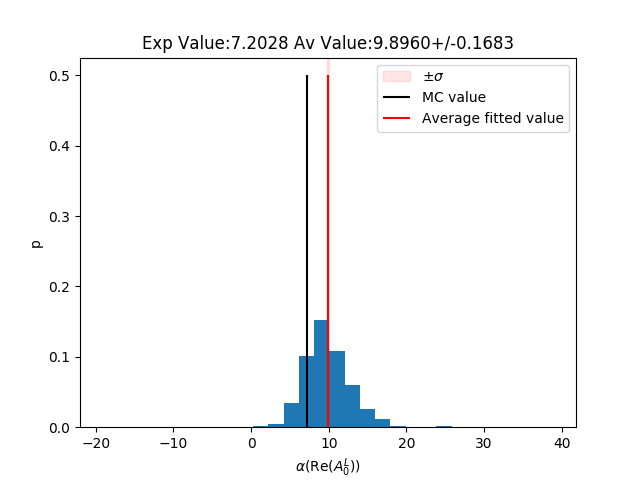 Exp Value:7.2028 Av Value:9.8960+/-0.1683
0.5
0.4
0.3
0.2
0.1
0.0
p
±σ
MC value
Average fitted value
−20 −10 0 10 20 30 40
α(Re(A₀ᴸ))